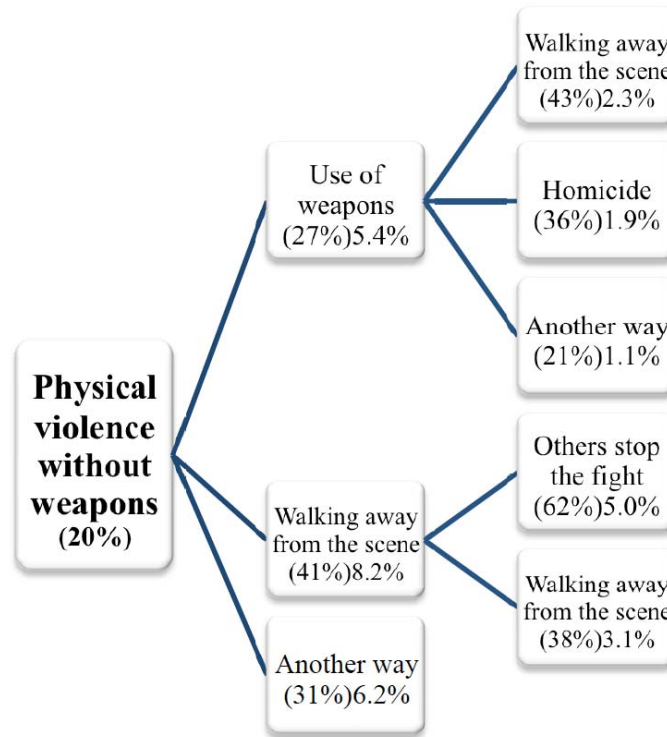 Physical
violence
without
weapons
(20%)
Use of
weapons
(27%)5.4%
Walking away
from the scene
(41%)8.2%
Another way
(31%)6.2%
Walking away
from the scene
(43%)2.3%
Homicide
(36%)1.9%
Another way
(21%)1.1%
Others stop
the fight
(62%)5.0%
Walking away
from the scene
(38%)3.1%